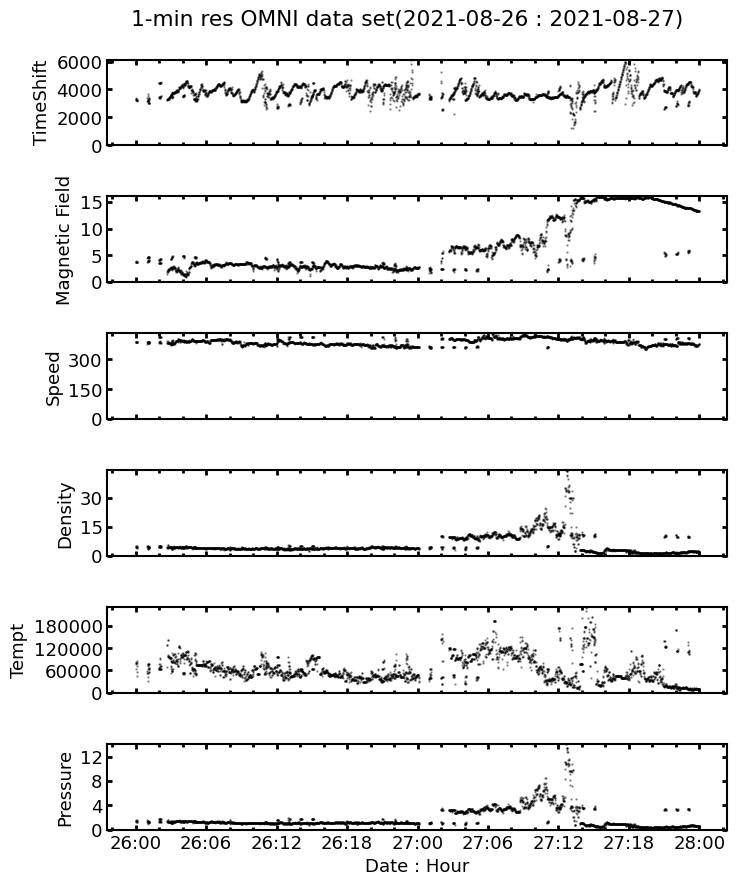 1-min res OMNI data set(2021-08-26 : 2021-08-27)
TimeShift
6000
4000
2000
0
Magnetic Field
15
10
5
0
Speed
300
150
0
Density
30
15
0
Tempt
180000
120000
60000
0
Pressure
12
8
4
0
26:00 26:06 26:12 26:18 27:00 27:06 27:12 27:18 28:00
Date : Hour